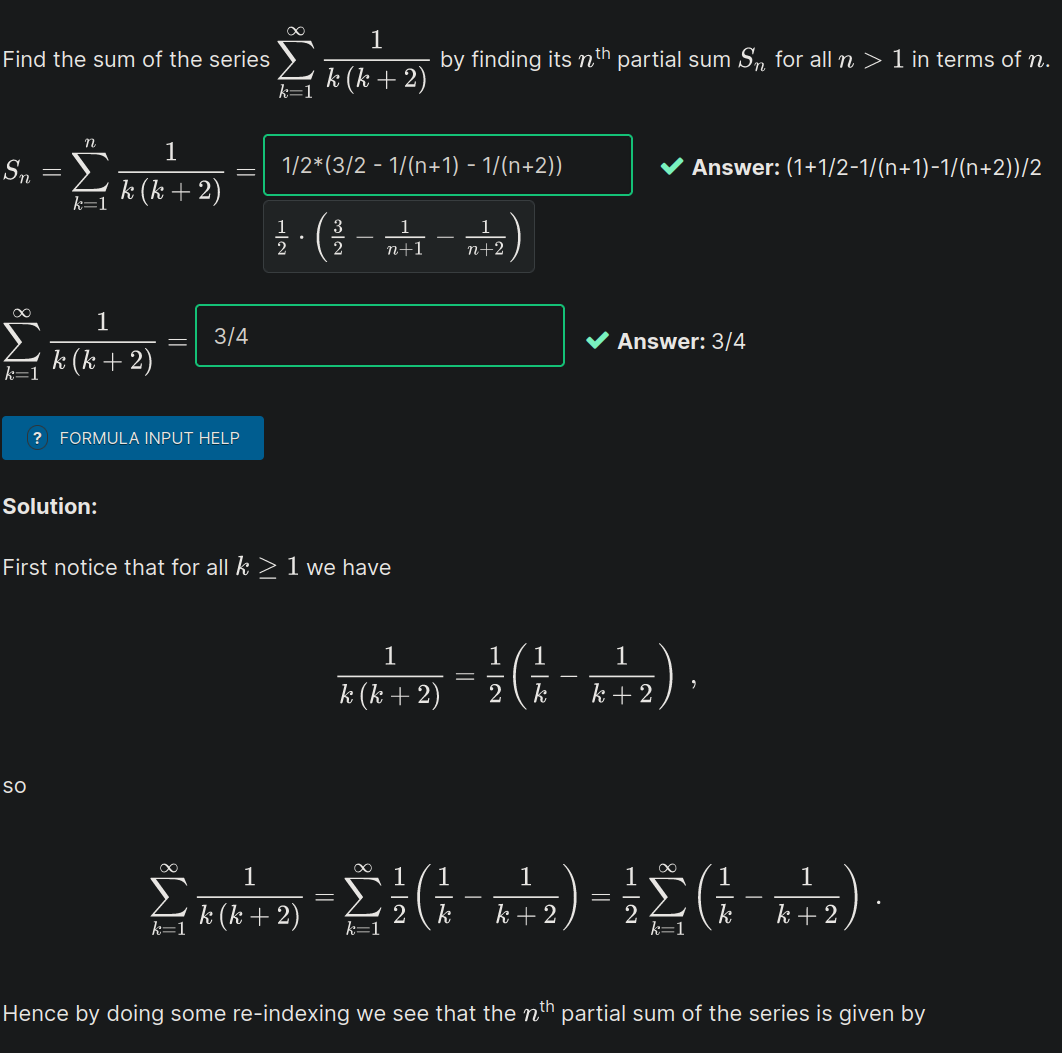 Find the sum of the series $\sum_{k=1}^{\infty} \frac{1}{k\,(k+2)}$ by finding its $n^{\text{th}}$ partial sum $S_n$ for all $n > 1$ in terms of $n$.
$S_n = \sum_{k=1}^{n} \frac{1}{k\,(k+2)} =$ 1/2*(3/2 - 1/(n+1) - 1/(n+2)) ✔ Answer: (1+1/2-1/(n+1)-1/(n+2))/2
$\frac{1}{2} \cdot \left( \frac{3}{2} - \frac{1}{n+1} - \frac{1}{n+2} \right)$
$\sum_{k=1}^{\infty} \frac{1}{k\,(k+2)} =$ 3/4 ✔ Answer: 3/4
? FORMULA INPUT HELP
Solution:
First notice that for all $k \geq 1$ we have
$\frac{1}{k\,(k+2)} = \frac{1}{2} \left( \frac{1}{k} - \frac{1}{k+2} \right) ,$
so
$\sum_{k=1}^{\infty} \frac{1}{k\,(k+2)} = \sum_{k=1}^{\infty} \frac{1}{2} \left( \frac{1}{k} - \frac{1}{k+2} \right) = \frac{1}{2} \sum_{k=1}^{\infty} \left( \frac{1}{k} - \frac{1}{k+2} \right) .$
Hence by doing some re-indexing we see that the $n^{\text{th}}$ partial sum of the series is given by